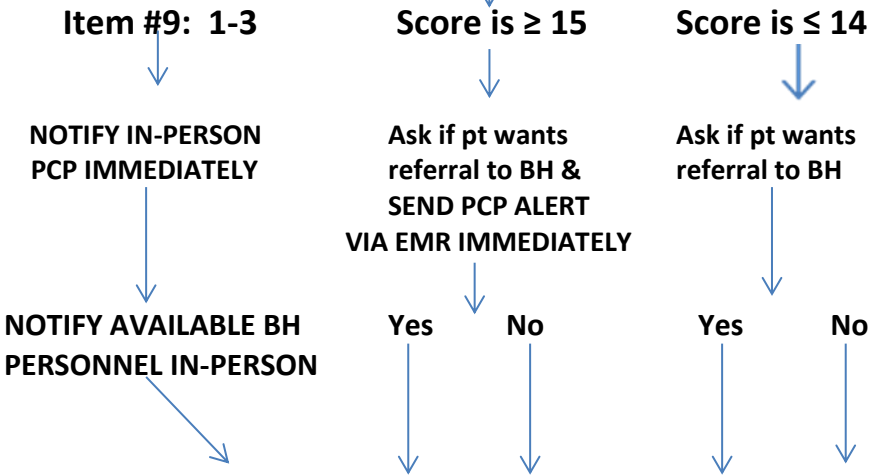 Item #9: 1-3
Score is ≥ 15
Score is ≤ 14
NOTIFY IN-PERSON
PCP IMMEDIATELY
Ask if pt wants
referral to BH &
SEND PCP ALERT
VIA EMR IMMEDIATELY
Ask if pt wants
referral to BH
NOTIFY AVAILABLE BH
PERSONNEL IN-PERSON
Yes No
Yes No